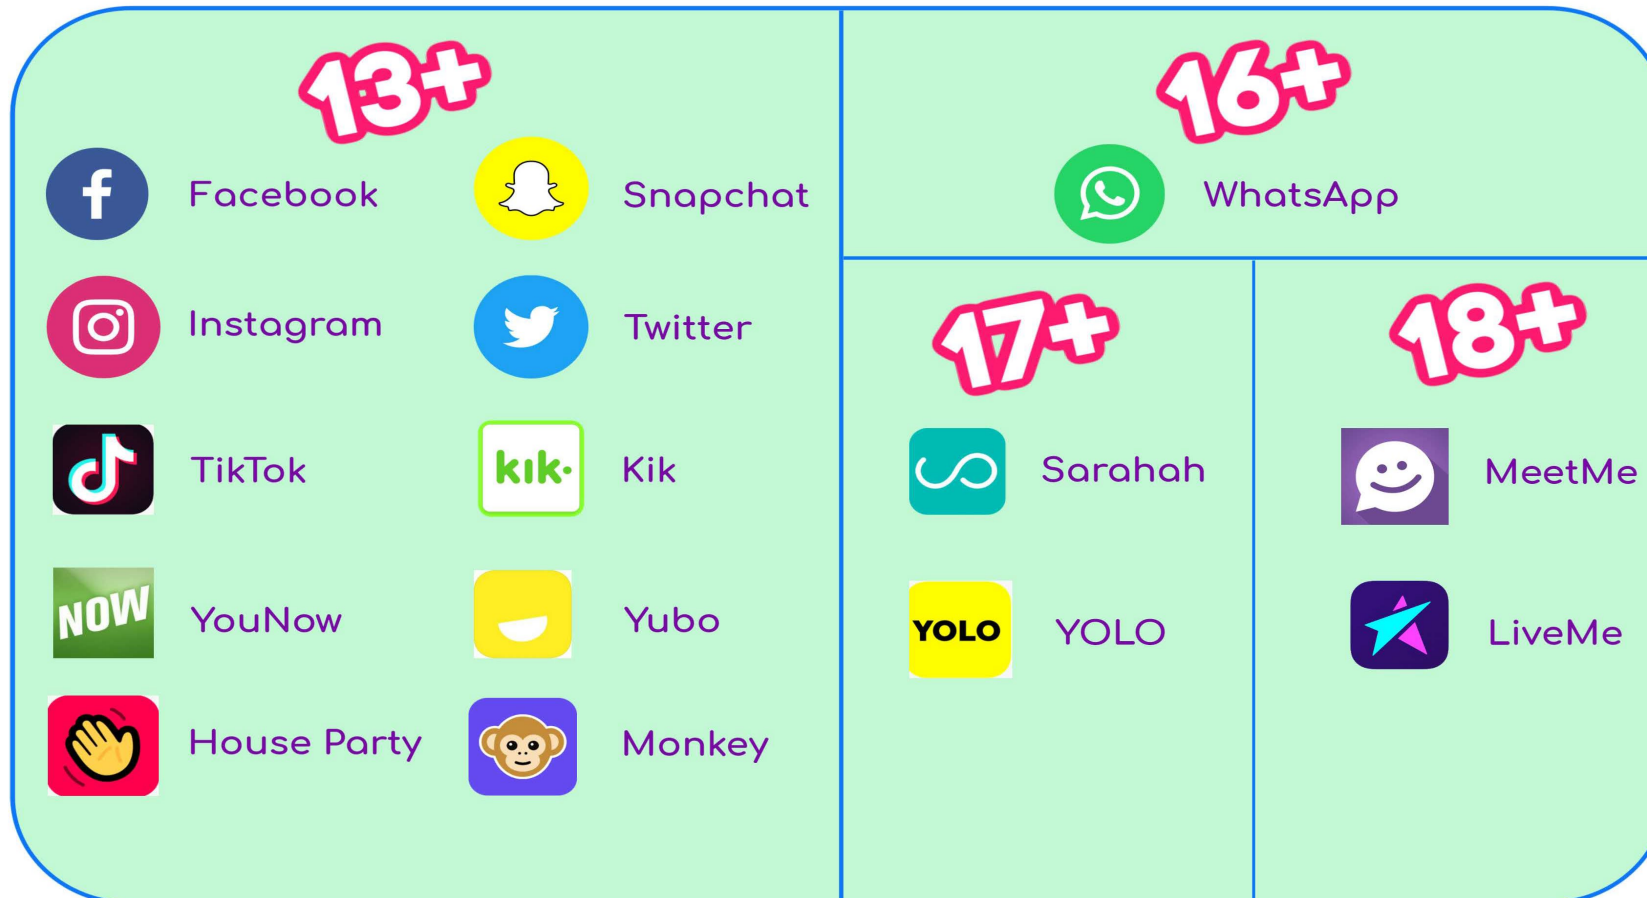 13+
Facebook
Snapchat
Instagram
Twitter
TikTok
kik.
Kik
NOW
YouNow
Yubo
House Party
Monkey
16+
WhatsApp
17+
Sarahah
YOLO
YOLO
18+
MeetMe
LiveMe